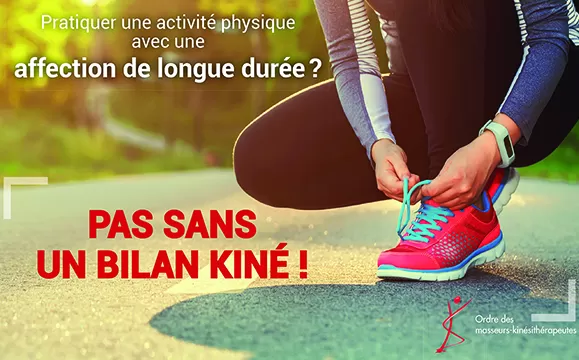 Pratiquer une activité physique
avec une
affection de longue durée ?
PAS SANS
UN BILAN KINÉ !
Ordre des
masseurs-kinésithérapeutes